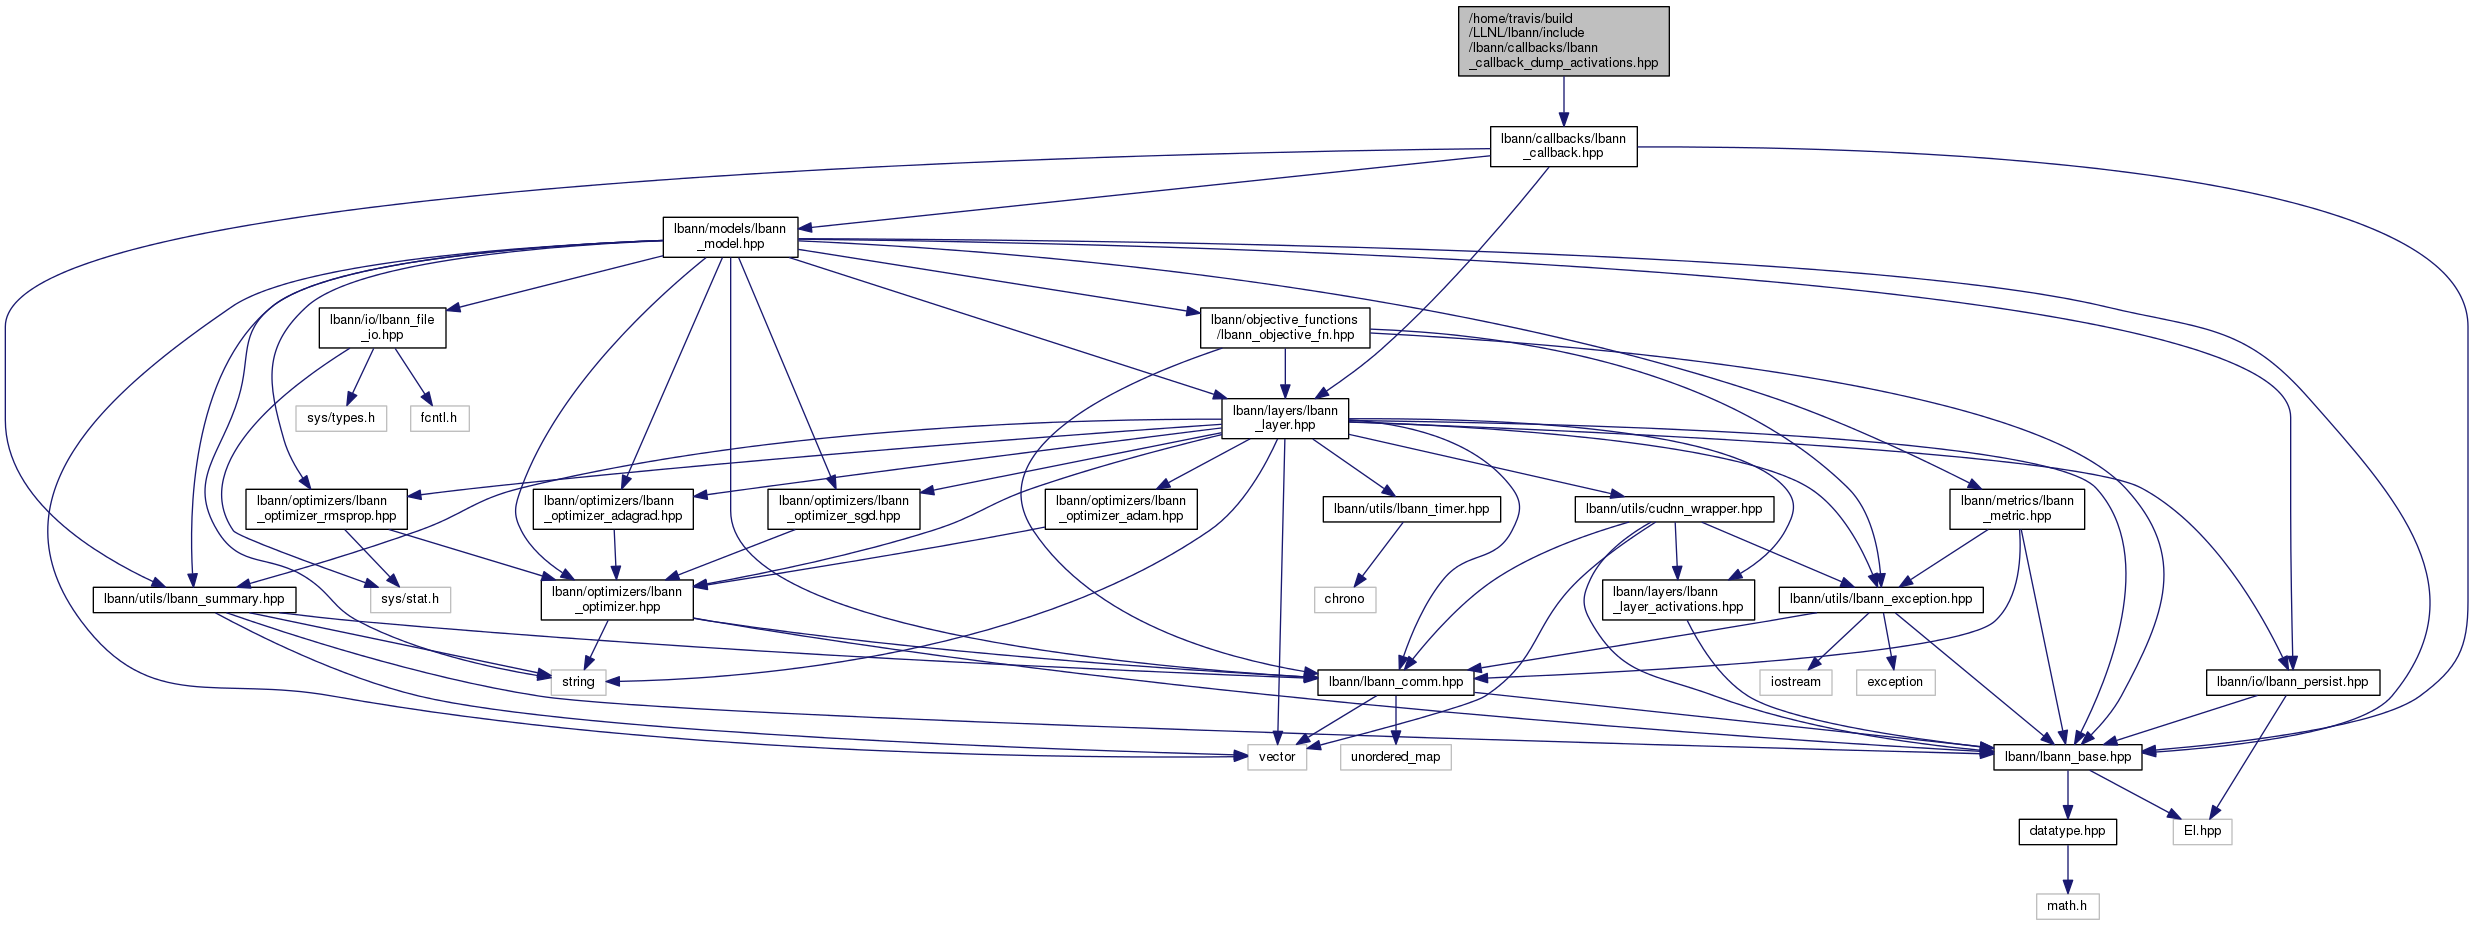 /home/travis/build
/LLNL/lbann/include
/lbann/callbacks/lbann
_callback_dump_activations.hpp
lbann/callbacks/lbann
_callback.hpp
lbann/models/lbann
_model.hpp
lbann/io/lbann_file
_io.hpp
lbann/objective_functions
/lbann_objective_fn.hpp
sys/types.h
fcntl.h
lbann/layers/lbann
_layer.hpp
lbann/optimizers/lbann
_optimizer_rmsprop.hpp
lbann/optimizers/lbann
_optimizer_adagrad.hpp
lbann/optimizers/lbann
_optimizer_sgd.hpp
lbann/optimizers/lbann
_optimizer_adam.hpp
lbann/utils/lbann_timer.hpp
lbann/utils/cudnn_wrapper.hpp
lbann/metrics/lbann
_metric.hpp
lbann/utils/lbann_summary.hpp
sys/stat.h
lbann/optimizers/lbann
_optimizer.hpp
chrono
lbann/layers/lbann
_layer_activations.hpp
lbann/utils/lbann_exception.hpp
string
lbann/lbann_comm.hpp
iostream
exception
lbann/io/lbann_persist.hpp
vector
unordered_map
lbann/lbann_base.hpp
datatype.hpp
El.hpp
math.h